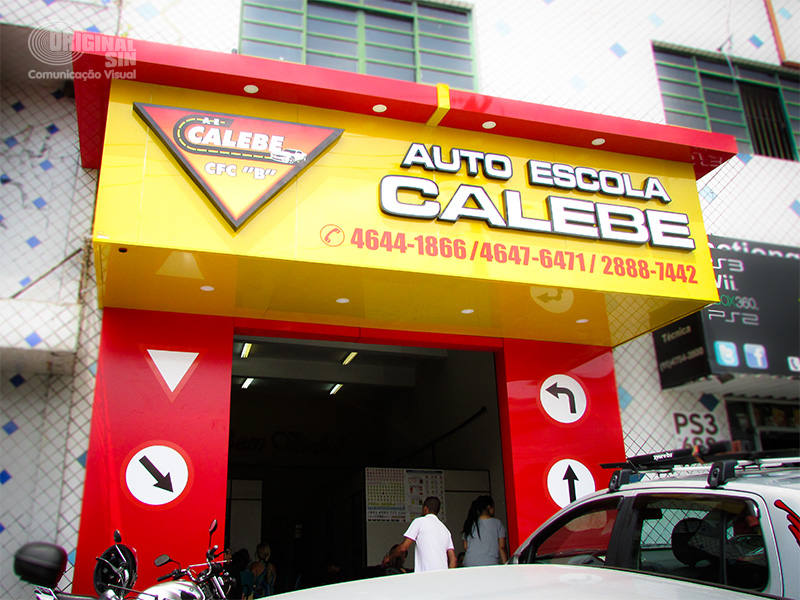 ORIGINAL
SIN
Comunicação Visual
A-E
CALEBE
CFC "B"
AUTO ESCOLA
CALEBE
4644-1866 / 4647-6471 / 2888-7442
PS3
Wii.
XBOX360.
PS2
Técnica
PS3